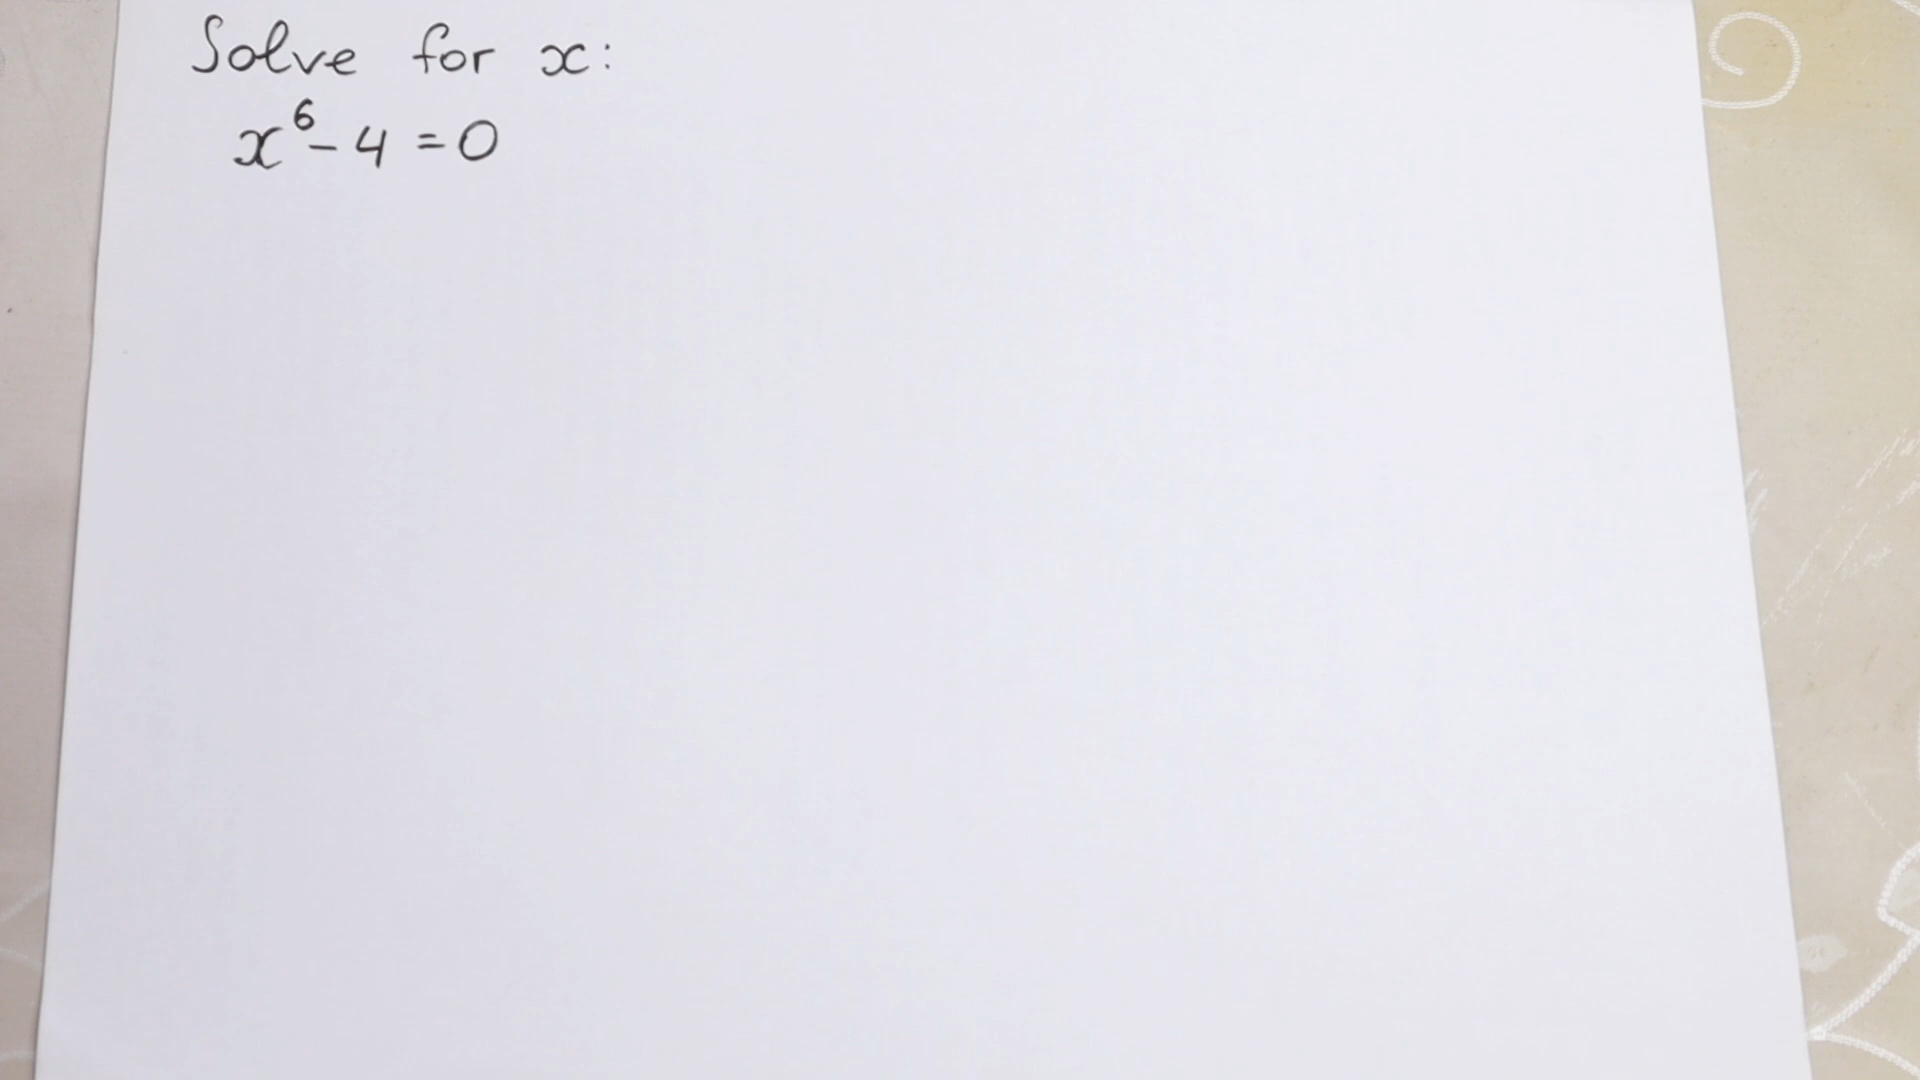 Solve for x:
x⁶ - 4 = 0